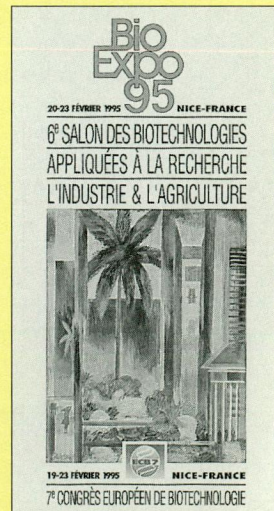 Bio
Expo
95
20-23 FÉVRIER 1995 NICE-FRANCE
6e SALON DES BIOTECHNOLOGIES
APPLIQUÉES À LA RECHERCHE
L'INDUSTRIE & L'AGRICULTURE
ECB7
19-23 FÉVRIER 1995 NICE-FRANCE
7e CONGRÈS EUROPÉEN DE BIOTECHNOLOGIE